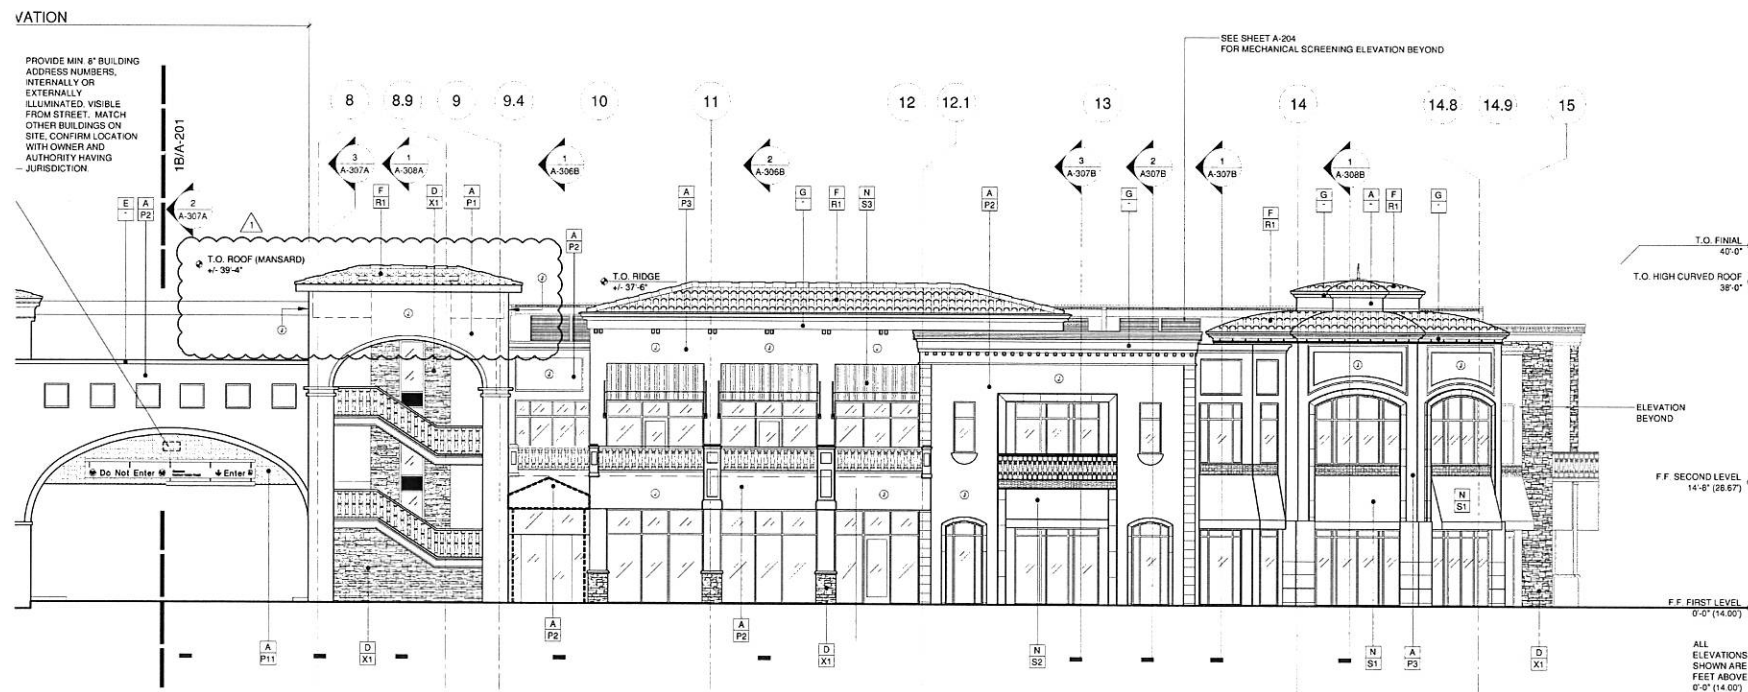 VATION
SEE SHEET A-204
FOR MECHANICAL SCREENING ELEVATION BEYOND
PROVIDE MIN. 8" BUILDING
ADDRESS NUMBERS,
INTERNALLY OR
EXTERNALLY
ILLUMINATED, VISIBLE
FROM STREET. MATCH
OTHER BUILDINGS ON
SITE, CONFIRM LOCATION
WITH OWNER AND
AUTHORITY HAVING
JURISDICTION.
1B/A-201
8
8.9
9
9.4
10
11
12
12.1
13
14
14.8
14.9
15
3
A-307A
1
A-308A
1
A-306B
2
A-306B
3
A-307B
2
A307B
1
A-307B
1
A-308B
2
A-307A
E
-
A
P2
F
R1
D
X1
A
P1
A
P2
A
P3
G
-
F
R1
N
S3
A
P2
G
-
F
R1
G
-
A
-
F
R1
G
-
1
T.O. ROOF (MANSARD)
+/- 39'-4"
T.O. RIDGE
+/- 37'-6"
T.O. FINIAL
40'-0"
T.O. HIGH CURVED ROOF
38'-0"
ELEVATION
BEYOND
Do Not Enter
Enter
F.F. SECOND LEVEL
14'-8" (28.67')
N
S1
F.F. FIRST LEVEL
0'-0" (14.00')
A
P11
D
X1
A
P2
A
P2
D
X1
N
S2
N
S1
A
P3
D
X1
ALL
ELEVATIONS
SHOWN ARE
FEET ABOVE
0'-0" (14.00')